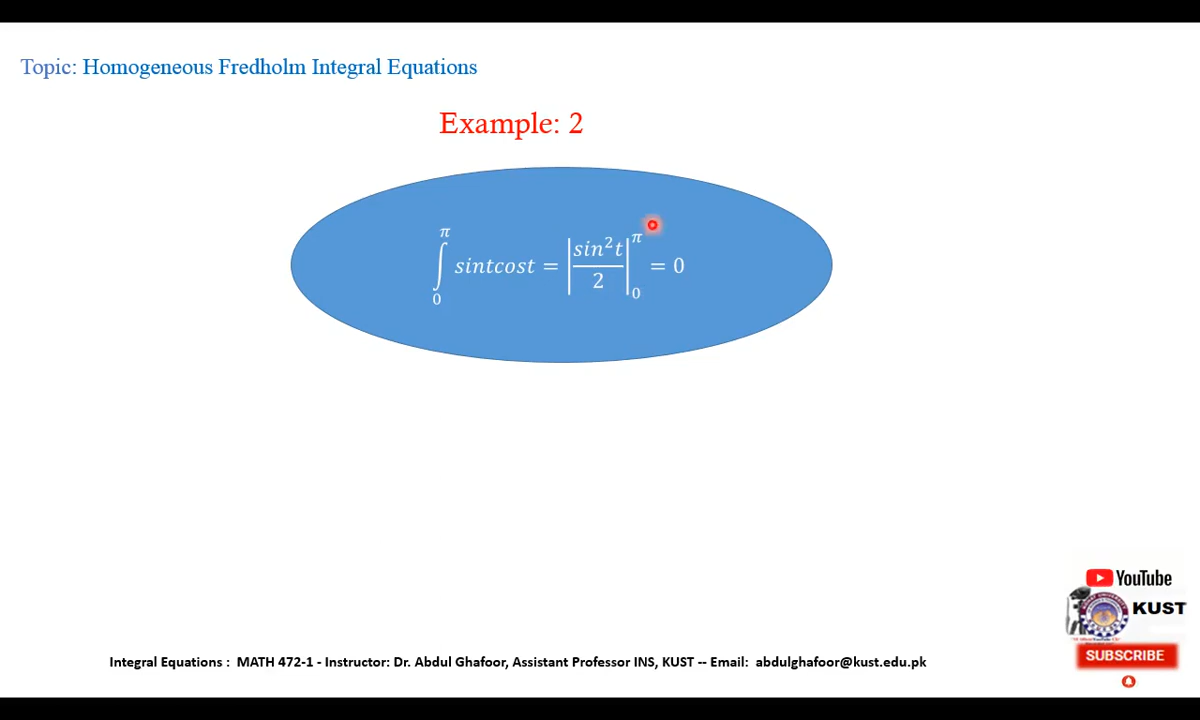 Topic: Homogeneous Fredholm Integral Equations
Example: 2
∫₀^π sintcost = |sin²t/2|₀^π = 0
YouTube
KUST
SUBSCRIBE
Integral Equations : MATH 472-1 - Instructor: Dr. Abdul Ghafoor, Assistant Professor INS, KUST -- Email: abdulghafoor@kust.edu.pk